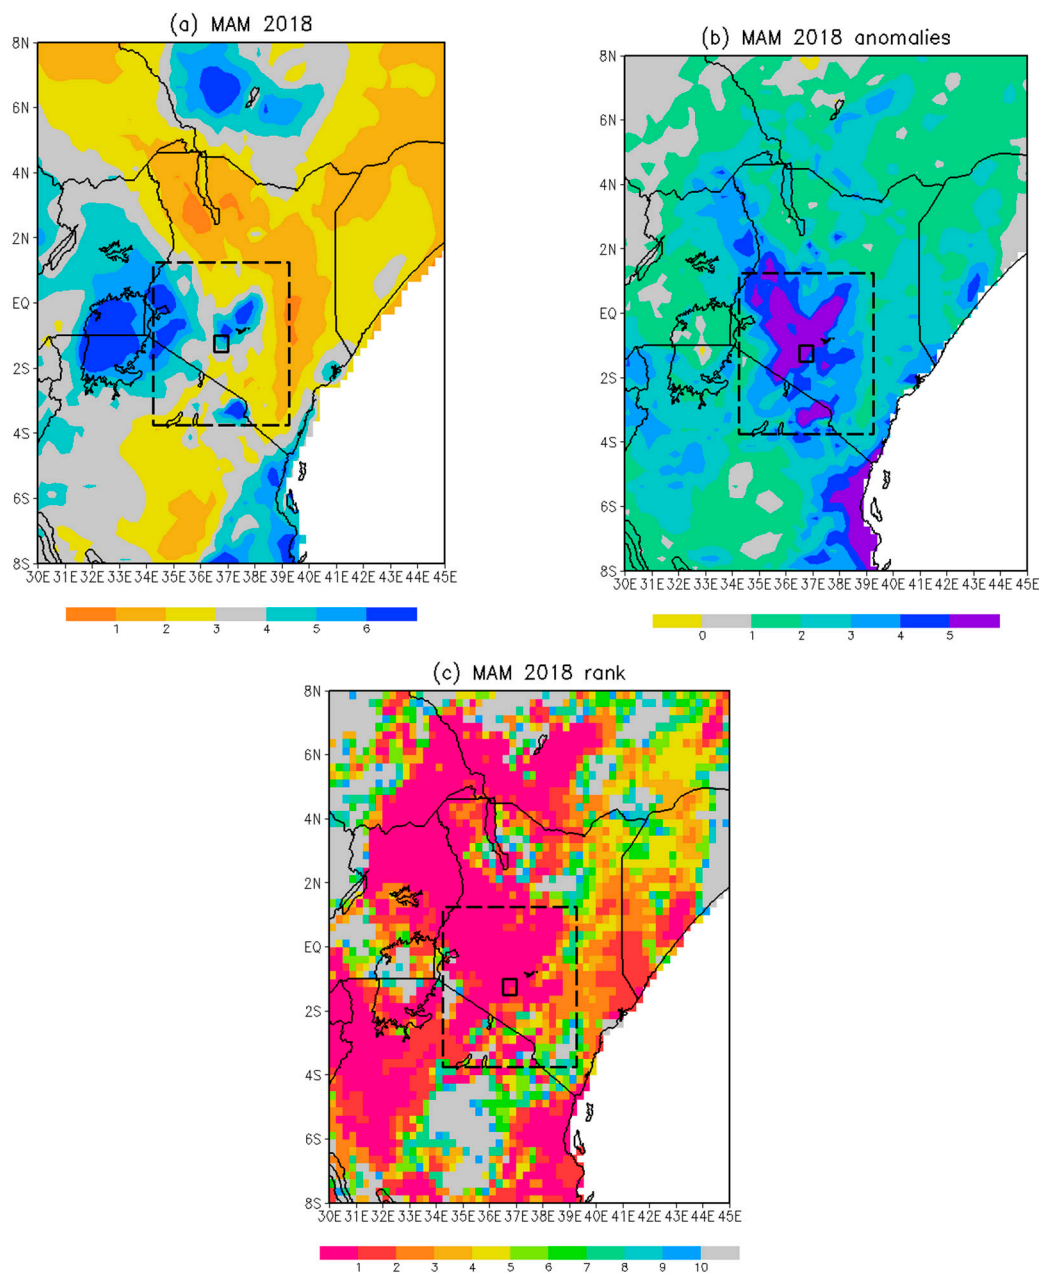 (a) MAM 2018
8N
6N
4N
2N
EQ
2S
4S
6S
8S
30E 31E 32E 33E 34E 35E 36E 37E 38E 39E 40E 41E 42E 43E 44E 45E
1 2 3 4 5 6
(b) MAM 2018 anomalies
8N
6N
4N
2N
EQ
2S
4S
6S
8S
30E 31E 32E 33E 34E 35E 36E 37E 38E 39E 40E 41E 42E 43E 44E 45E
0 1 2 3 4 5
(c) MAM 2018 rank
8N
6N
4N
2N
EQ
2S
4S
6S
8S
30E 31E 32E 33E 34E 35E 36E 37E 38E 39E 40E 41E 42E 43E 44E 45E
1 2 3 4 5 6 7 8 9 10